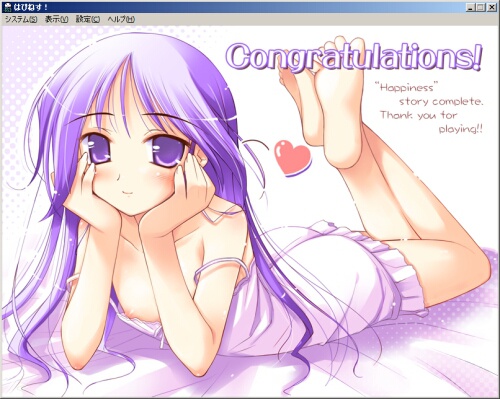 はぴねす！
システム(S) 表示(V) 設定(C) ヘルプ(H)
Congratulations!
"Happiness"
story complete.
Thank you for
playing!!